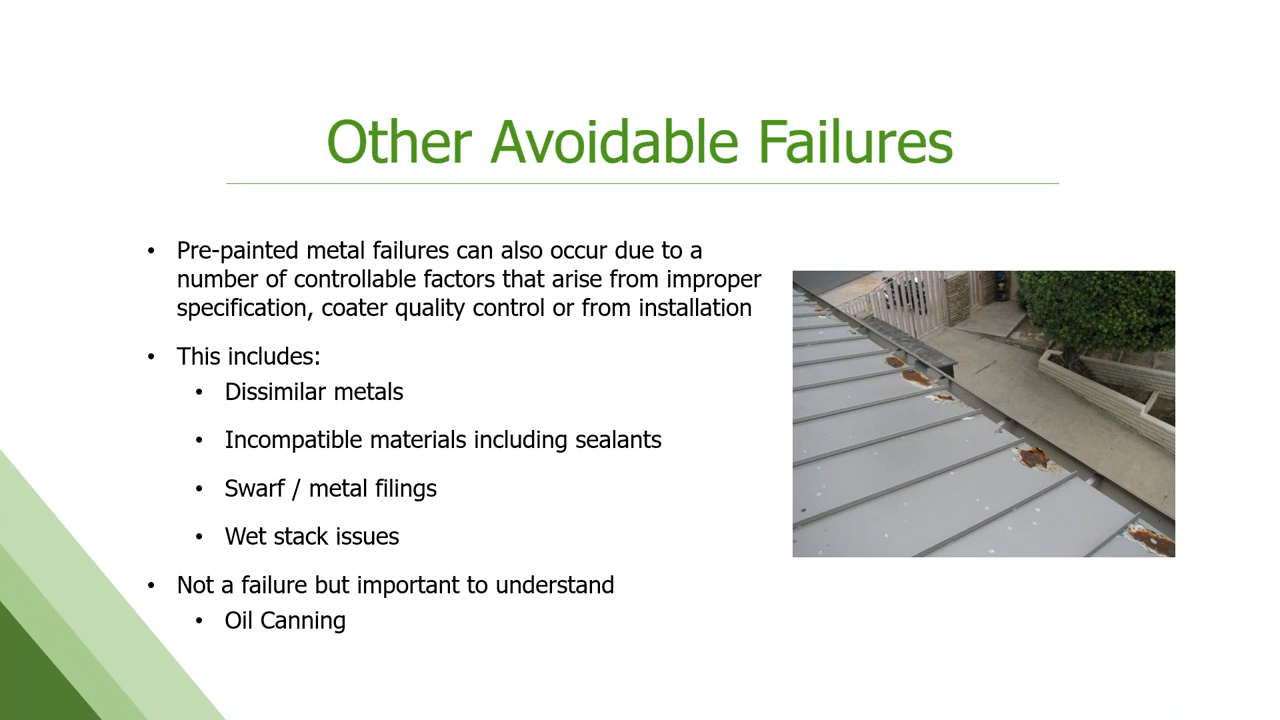 Other Avoidable Failures
• Pre-painted metal failures can also occur due to a
number of controllable factors that arise from improper
specification, coater quality control or from installation
• This includes:
• Dissimilar metals
• Incompatible materials including sealants
• Swarf / metal filings
• Wet stack issues
• Not a failure but important to understand
• Oil Canning